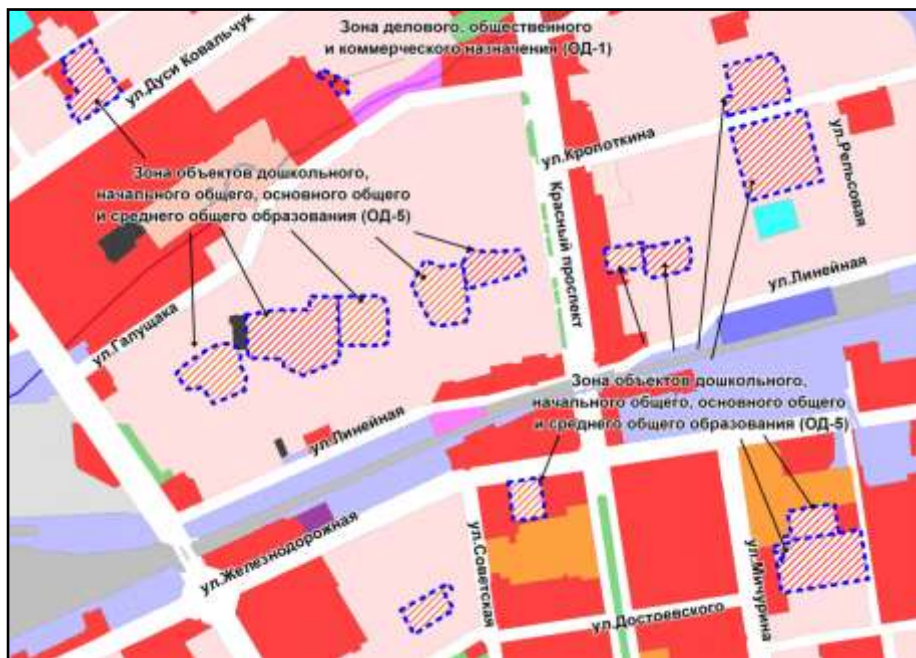 Зона делового, общественного
и коммерческого назначения (ОД-1)
ул.Дуси Ковальчук
ул.Кропоткина
ул.Рельсовая
Зона объектов дошкольного,
начального общего, основного общего
и среднего общего образования (ОД-5)
Красный проспект
ул.Линейная
ул.Галущака
Зона объектов дошкольного,
начального общего, основного общего
и среднего общего образования (ОД-5)
ул.Линейная
ул.Железнодорожная
ул.Советская
ул.Мичурина
ул.Достоевского